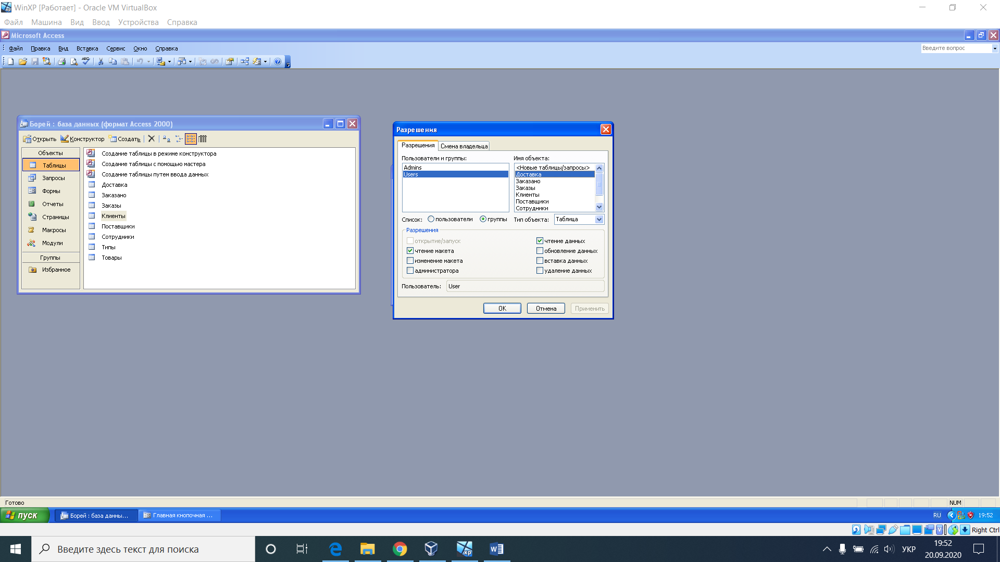 WinXP [Работает] - Oracle VM VirtualBox
Файл Машина Вид Ввод Устройства Справка
Microsoft Access
Файл Правка Вид Вставка Сервис Окно Справка
Введите вопрос
Борей : база данных (формат Access 2000)
Открыть Конструктор Создать
Объекты
Таблицы
Запросы
Формы
Отчеты
Страницы
Макросы
Модули
Группы
Избранное
Создание таблицы в режиме конструктора
Создание таблицы с помощью мастера
Создание таблицы путем ввода данных
Доставка
Заказано
Заказы
Клиенты
Поставщики
Сотрудники
Типы
Товары
Разрешения
Разрешения Смена владельца
Пользователи и группы:
Admins
Users
Имя объекта:
<Новые таблицы/запросы>
Доставка
Заказано
Заказы
Клиенты
Поставщики
Сотрудники
Список: пользователи группы
Тип объекта: Таблица
Разрешения
открытие/запуск
чтение макета
изменение макета
администратора
чтение данных
обновление данных
вставка данных
удаление данных
Пользователь: User
OK Отмена Применить
Готово
NUM
пуск
Борей : база данны...
Главная кнопочная ...
RU
19:52
Right Ctrl
Введите здесь текст для поиска
УКР
19:52
20.09.2020